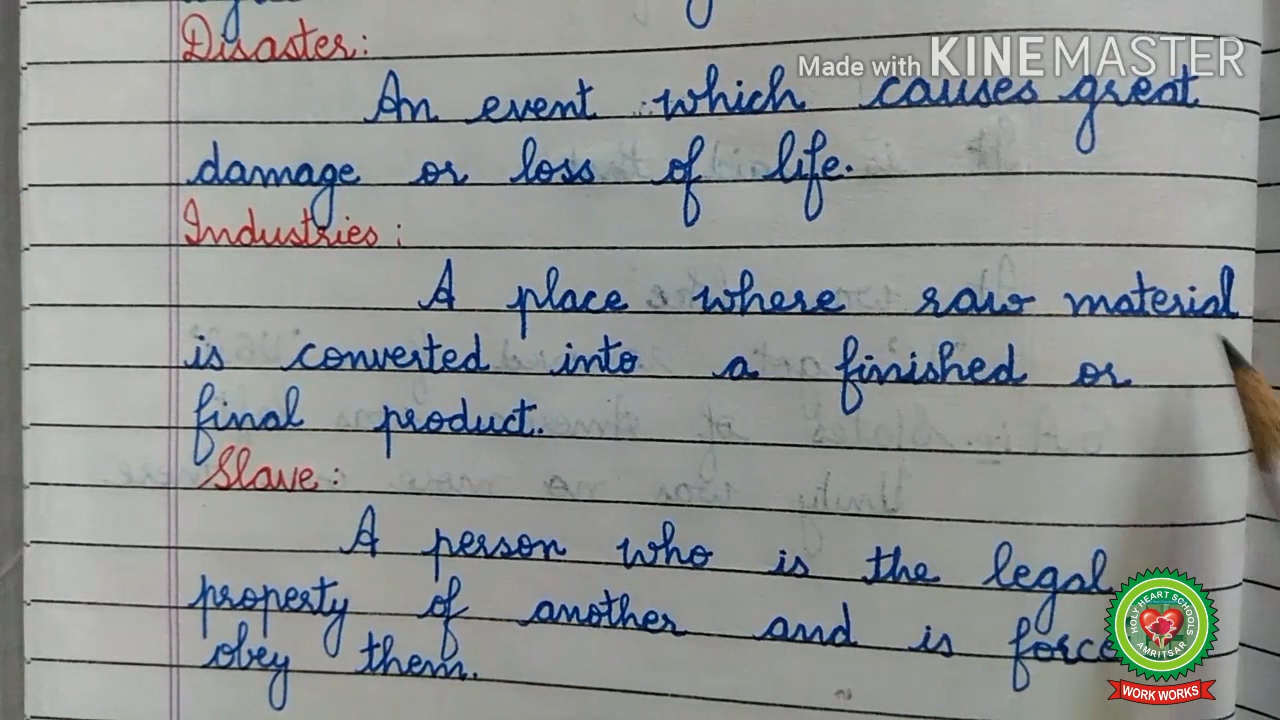 Disaster:
Made with KINEMASTER
An event which causes great
damage or loss of life.
Industries:
A place where raw material
is converted into a finished or
final product.
Slave:
A person who is the legal
property of another and is force
obey them.
HOLY HEART SCHOOLS
AMRITSAR
WORK WORKS